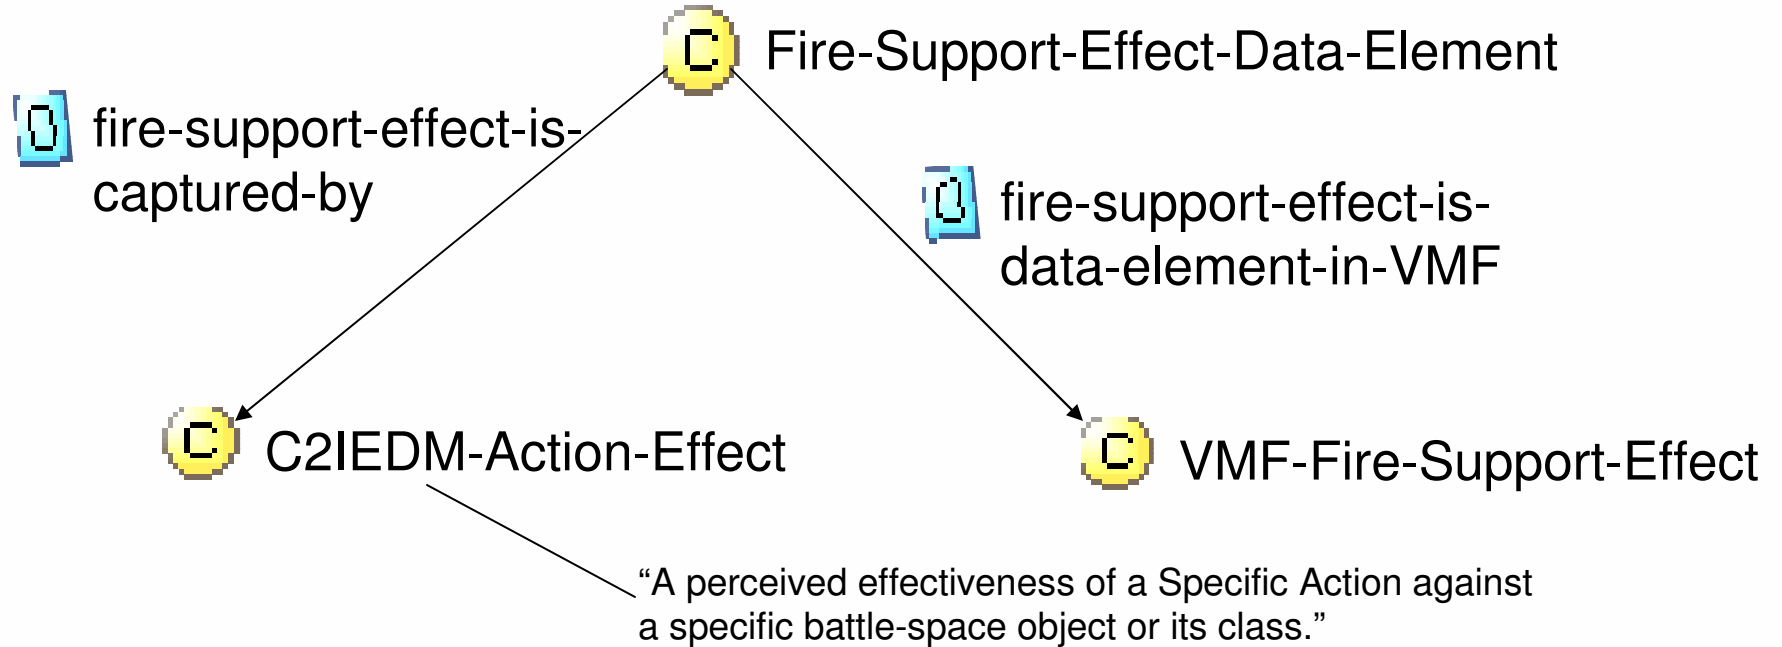 C Fire-Support-Effect-Data-Element
O fire-support-effect-is-
captured-by
O fire-support-effect-is-
data-element-in-VMF
C C2IEDM-Action-Effect
C VMF-Fire-Support-Effect
“A perceived effectiveness of a Specific Action against
a specific battle-space object or its class.”